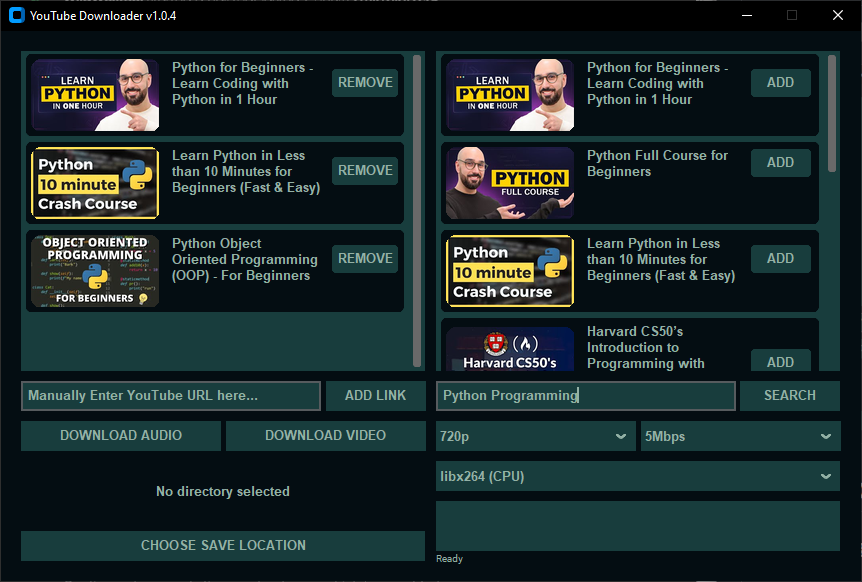 YouTube Downloader v1.0.4
LEARN
PYTHON
IN ONE HOUR
Python for Beginners -
Learn Coding with
Python in 1 Hour
REMOVE
Python
10 minute
Crash Course
Learn Python in Less
than 10 Minutes for
Beginners (Fast & Easy)
REMOVE
OBJECT ORIENTED
PROGRAMMING
FOR BEGINNERS
Python Object
Oriented Programming
(OOP) - For Beginners
REMOVE
LEARN
PYTHON
IN ONE HOUR
Python for Beginners -
Learn Coding with
Python in 1 Hour
ADD
PYTHON
FULL COURSE
Python Full Course for
Beginners
ADD
Python
10 minute
Crash Course
Learn Python in Less
than 10 Minutes for
Beginners (Fast & Easy)
ADD
Harvard CS50's
Harvard CS50’s
Introduction to
Programming with
ADD
Manually Enter YouTube URL here...
ADD LINK
Python Programming
SEARCH
DOWNLOAD AUDIO
DOWNLOAD VIDEO
720p
5Mbps
libx264 (CPU)
No directory selected
CHOOSE SAVE LOCATION
Ready